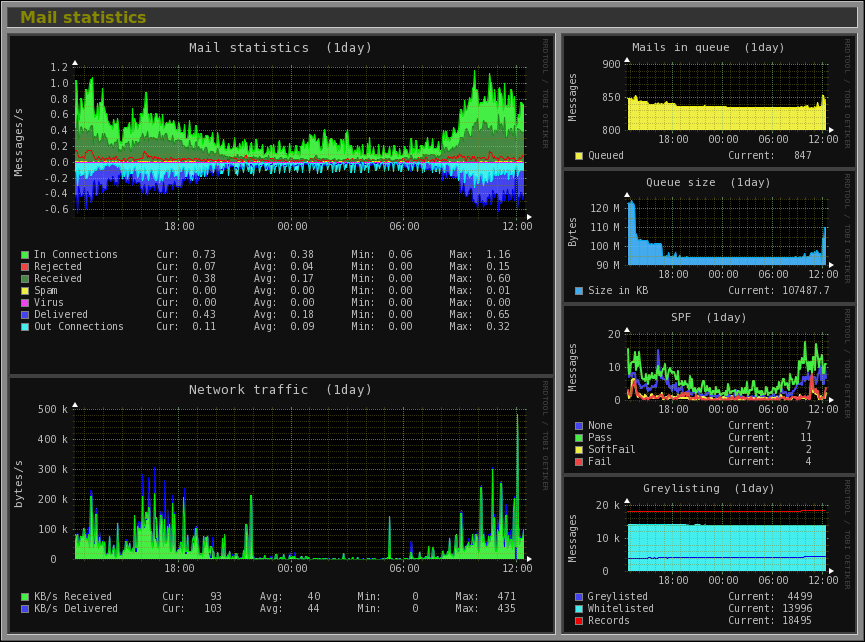 Mail statistics
Mail statistics (1day)
RRDTOOL / TOBI OETIKER
Messages/s
1.2
1.0
0.8
0.6
0.4
0.2
0.0
-0.2
-0.4
-0.6
18:00 00:00 06:00 12:00
In Connections Cur: 0.73 Avg: 0.38 Min: 0.06 Max: 1.16
Rejected Cur: 0.07 Avg: 0.04 Min: 0.00 Max: 0.15
Received Cur: 0.38 Avg: 0.17 Min: 0.00 Max: 0.60
Spam Cur: 0.00 Avg: 0.00 Min: 0.00 Max: 0.01
Virus Cur: 0.00 Avg: 0.00 Min: 0.00 Max: 0.00
Delivered Cur: 0.43 Avg: 0.18 Min: 0.00 Max: 0.65
Out Connections Cur: 0.11 Avg: 0.09 Min: 0.00 Max: 0.32
Network traffic (1day)
RRDTOOL / TOBI OETIKER
bytes/s
500 k
400 k
300 k
200 k
100 k
0
18:00 00:00 06:00 12:00
KB/s Received Cur: 93 Avg: 40 Min: 0 Max: 471
KB/s Delivered Cur: 103 Avg: 44 Min: 0 Max: 435
Mails in queue (1day)
RRDTOOL / TOBI OETIKER
Messages
900
850
800
18:00 00:00 06:00 12:00
Queued Current: 847
Queue size (1day)
RRDTOOL / TOBI OETIKER
Bytes
120 M
110 M
100 M
90 M
18:00 00:00 06:00 12:00
Size in KB Current: 107487.7
SPF (1day)
RRDTOOL / TOBI OETIKER
Messages
20
10
0
18:00 00:00 06:00 12:00
None Current: 7
Pass Current: 11
SoftFail Current: 2
Fail Current: 4
Greylisting (1day)
RRDTOOL / TOBI OETIKER
Messages
20 k
10 k
0
18:00 00:00 06:00 12:00
Greylisted Current: 4499
Whitelisted Current: 13996
Records Current: 18495